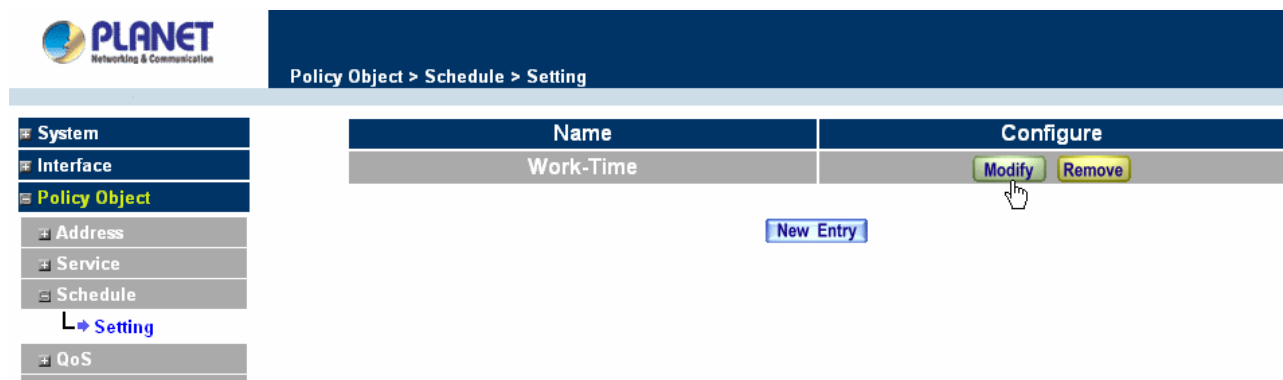 PLANET
Networking & Communication
Policy Object > Schedule > Setting
System
Interface
Policy Object
Address
Service
Schedule
Setting
QoS
Name Configure
Work-Time Modify Remove
New Entry